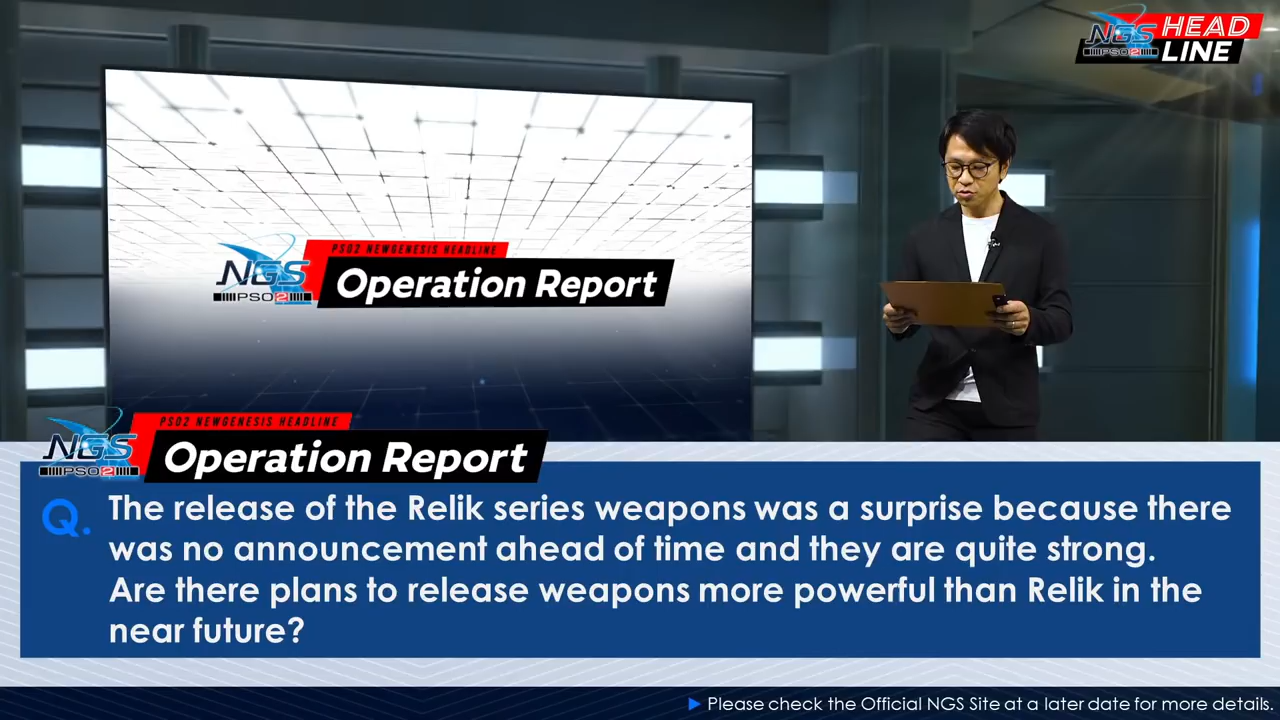 NGS
PSO2
HEAD
LINE
PSO2 NEWGENESIS HEADLINE
NGS
PSO2
Operation Report
PSO2 NEWGENESIS HEADLINE
NGS
PSO2
Operation Report
Q.
The release of the Relik series weapons was a surprise because there
was no announcement ahead of time and they are quite strong.
Are there plans to release weapons more powerful than Relik in the
near future?
Please check the Official NGS Site at a later date for more details.